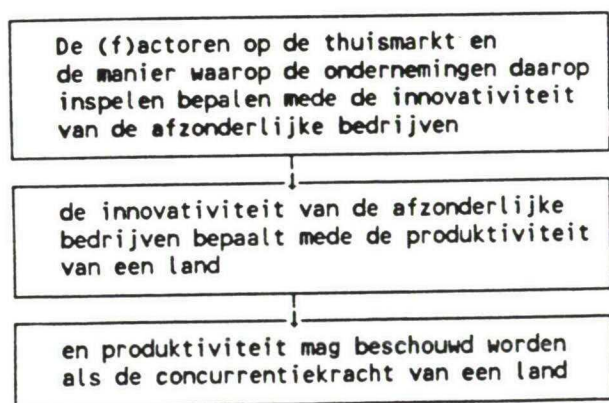 De (f)actoren op de thuismarkt en
de manier waarop de ondernemingen daarop
inspelen bepalen mede de innovativiteit
van de afzonderlijke bedrijven
de innovativiteit van de afzonderlijke
bedrijven bepaalt mede de produktiviteit
van een land
en produktiviteit mag beschouwd worden
als de concurrentiekracht van een land